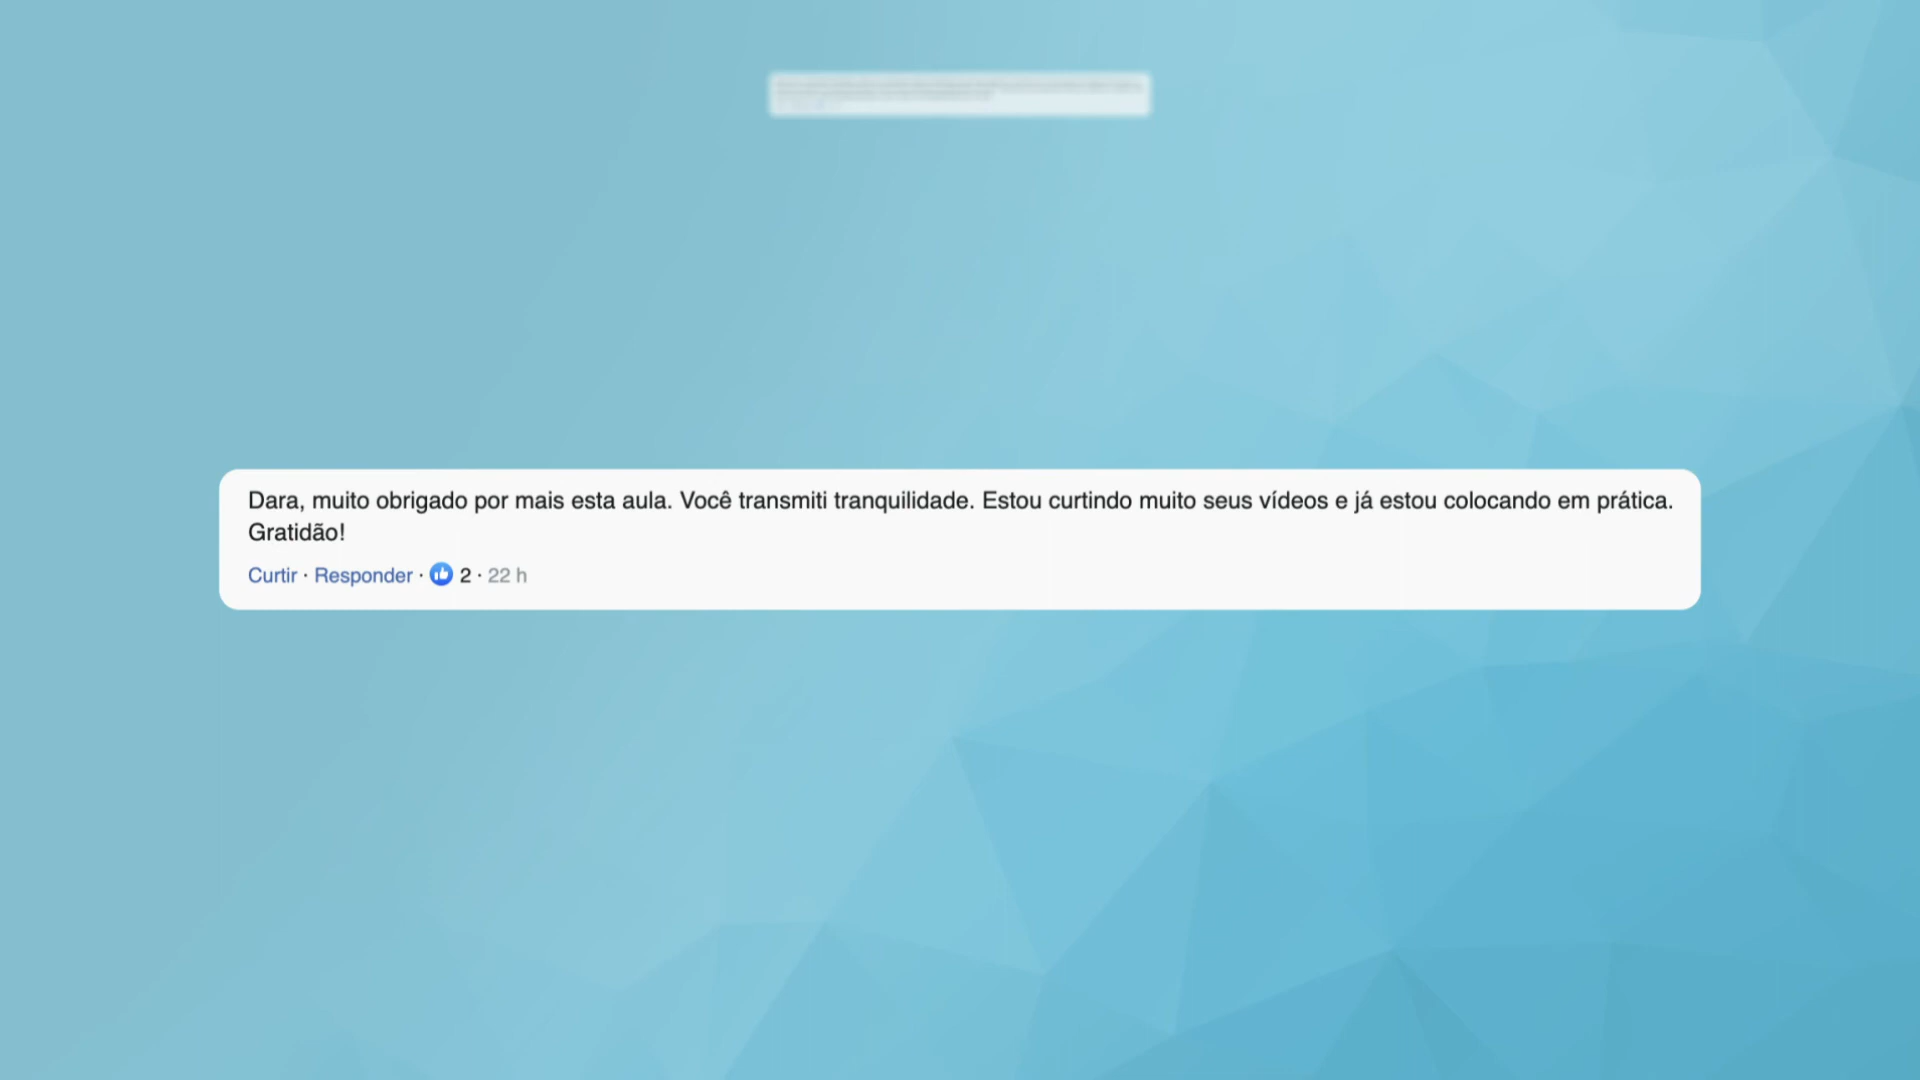 Dara, muito obrigado por mais esta aula. Você transmiti tranquilidade. Estou curtindo muito seus vídeos e já estou colocando em prática.
Gratidão!
Curtir · Responder · 2 · 22 h